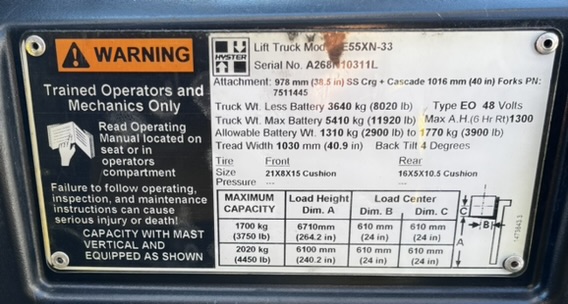 WARNING
Trained Operators and
Mechanics Only
Read Operating
Manual located on
seat or in
operators
compartment
Failure to follow operating,
inspection, and maintenance
instructions can cause
serious injury or death!
CAPACITY WITH MAST
VERTICAL AND
EQUIPPED AS SHOWN
HYSTER
Lift Truck Model E55XN-33
Serial No. A268N10311L
Attachment: 978 mm (38.5 in) SS Crg + Cascade 1016 mm (40 in) Forks PN:
7511445
Truck Wt. Less Battery 3640 kg (8020 lb) Type EO 48 Volts
Truck Wt. Max Battery 5410 kg (11920 lb) Max A.H.(6 Hr Rt)1300
Allowable Battery Wt. 1310 kg (2900 lb) to 1770 kg (3900 lb)
Tread Width 1030 mm (40.9 in) Back Tilt 4 Degrees
Tire Front Rear
Size 21X8X15 Cushion 16X5X10.5 Cushion
Pressure --- ---
MAXIMUM CAPACITY Load Height Dim. A Load Center Dim. B Dim. C
1700 kg (3750 lb) 6710mm (264.2 in) 610 mm (24 in) 610 mm (24 in)
2020 kg (4450 lb) 6100 mm (240.2 in) 610 mm (24 in) 610 mm (24 in)
C
B
A